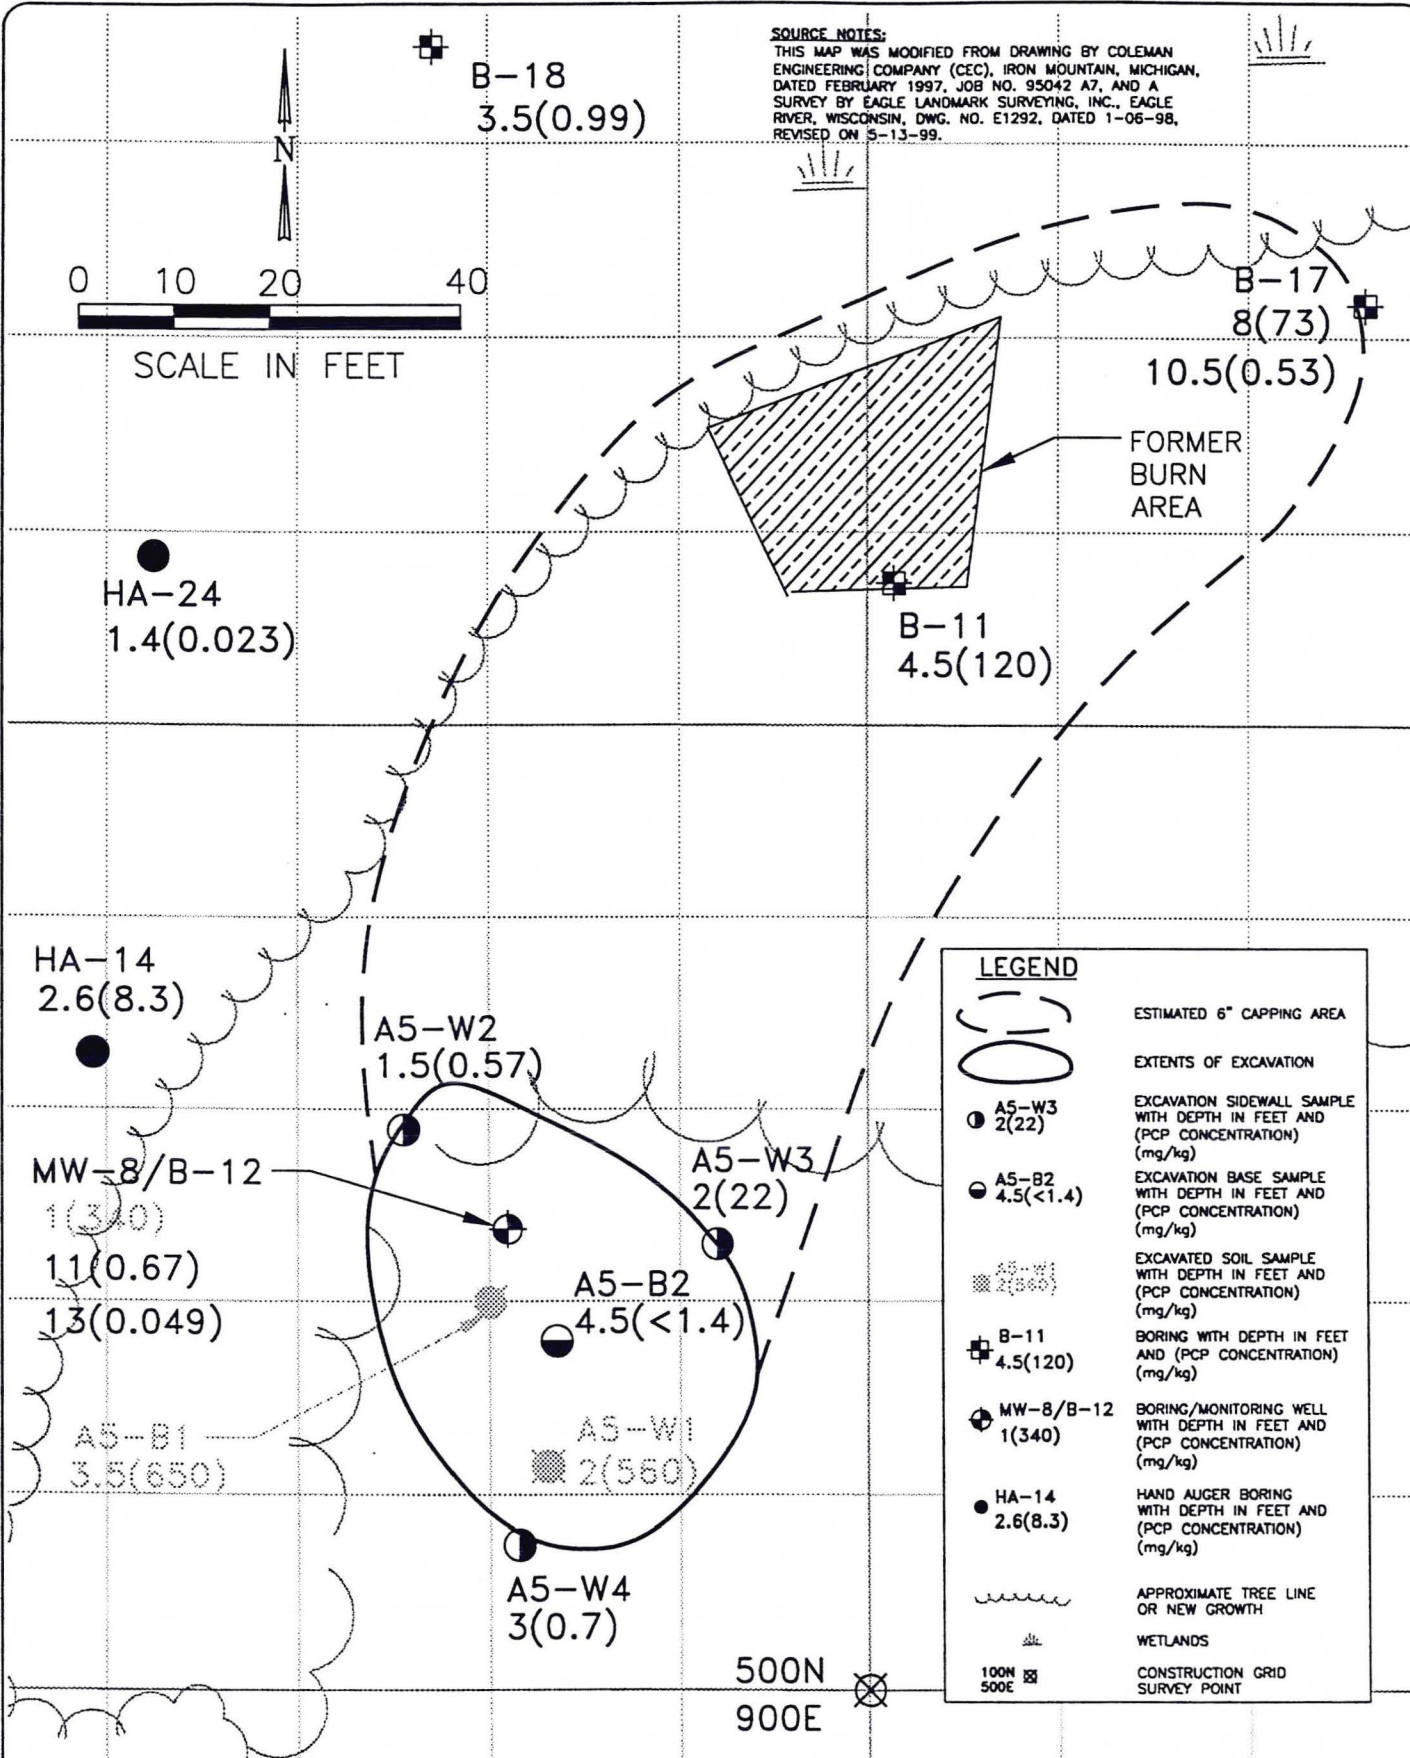 SOURCE NOTES:
THIS MAP WAS MODIFIED FROM DRAWING BY COLEMAN
ENGINEERING COMPANY (CEC), IRON MOUNTAIN, MICHIGAN,
DATED FEBRUARY 1997, JOB NO. 95042 A7, AND A
SURVEY BY EAGLE LANDMARK SURVEYING, INC., EAGLE
RIVER, WISCONSIN, DWG. NO. E1292, DATED 1-06-98,
REVISED ON 5-13-99.
B-18
3.5(0.99)
N
0 10 20 40
SCALE IN FEET
B-17
8(73)
10.5(0.53)
FORMER
BURN
AREA
HA-24
1.4(0.023)
B-11
4.5(120)
HA-14
2.6(8.3)
A5-W2
1.5(0.57)
MW-8/B-12
1(340)
11(0.67)
13(0.049)
A5-W3
2(22)
A5-B2
4.5(<1.4)
A5-B1
3.5(650)
A5-W1
2(560)
A5-W4
3(0.7)
500N
900E
LEGEND
ESTIMATED 6" CAPPING AREA
EXTENTS OF EXCAVATION
A5-W3
2(22)
EXCAVATION SIDEWALL SAMPLE
WITH DEPTH IN FEET AND
(PCP CONCENTRATION)
(mg/kg)
A5-B2
4.5(<1.4)
EXCAVATION BASE SAMPLE
WITH DEPTH IN FEET AND
(PCP CONCENTRATION)
(mg/kg)
A5-W1
2(560)
EXCAVATED SOIL SAMPLE
WITH DEPTH IN FEET AND
(PCP CONCENTRATION)
(mg/kg)
B-11
4.5(120)
BORING WITH DEPTH IN FEET
AND (PCP CONCENTRATION)
(mg/kg)
MW-8/B-12
1(340)
BORING/MONITORING WELL
WITH DEPTH IN FEET AND
(PCP CONCENTRATION)
(mg/kg)
HA-14
2.6(8.3)
HAND AUGER BORING
WITH DEPTH IN FEET AND
(PCP CONCENTRATION)
(mg/kg)
APPROXIMATE TREE LINE
OR NEW GROWTH
WETLANDS
100N
500E
CONSTRUCTION GRID
SURVEY POINT